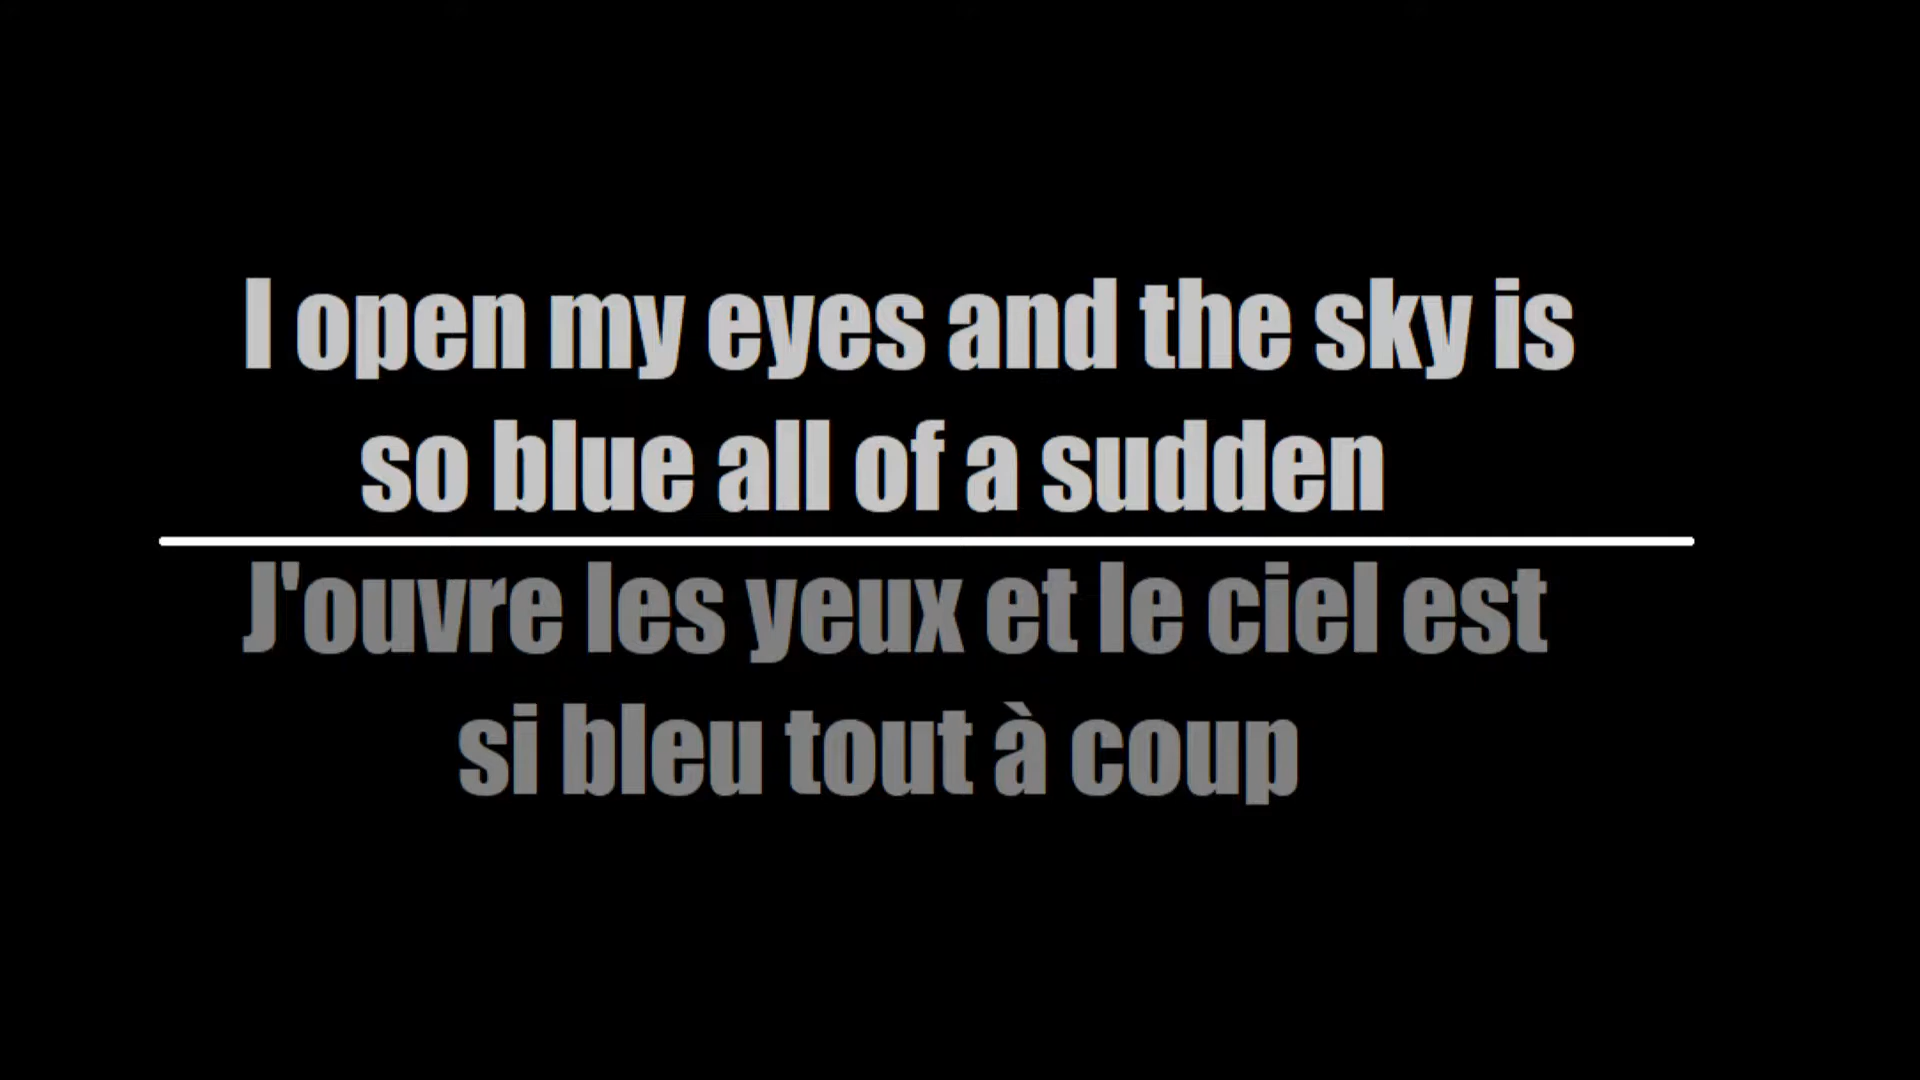 I open my eyes and the sky is
so blue all of a sudden
J'ouvre les yeux et le ciel est
si bleu tout à coup